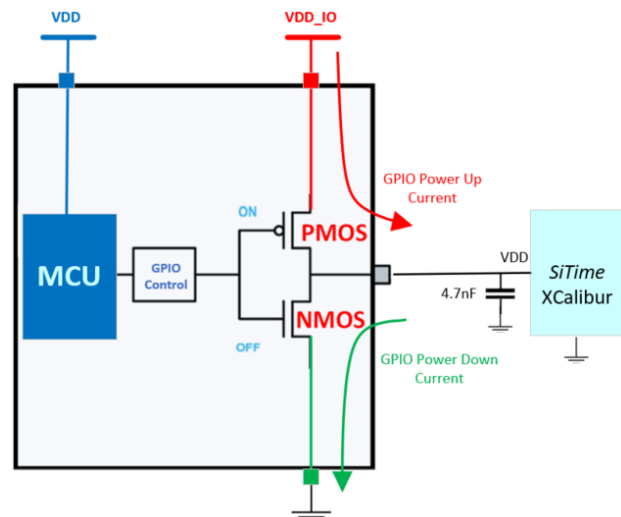 VDD
VDD_IO
GPIO Power Up
Current
ON
PMOS
MCU
GPIO
Control
VDD
SiTime
XCalibur
4.7nF
NMOS
OFF
GPIO Power Down
Current